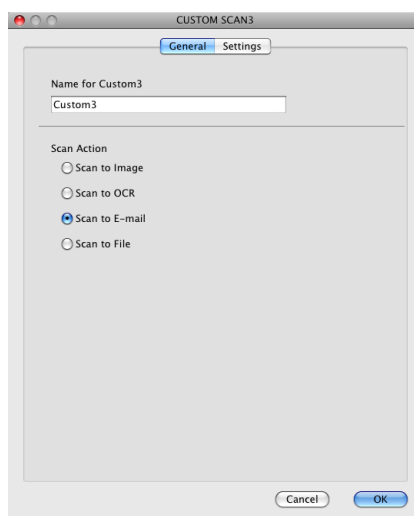 CUSTOM SCAN3
General Settings
Name for Custom3
Custom3
Scan Action
Scan to Image
Scan to OCR
Scan to E-mail
Scan to File
Cancel OK